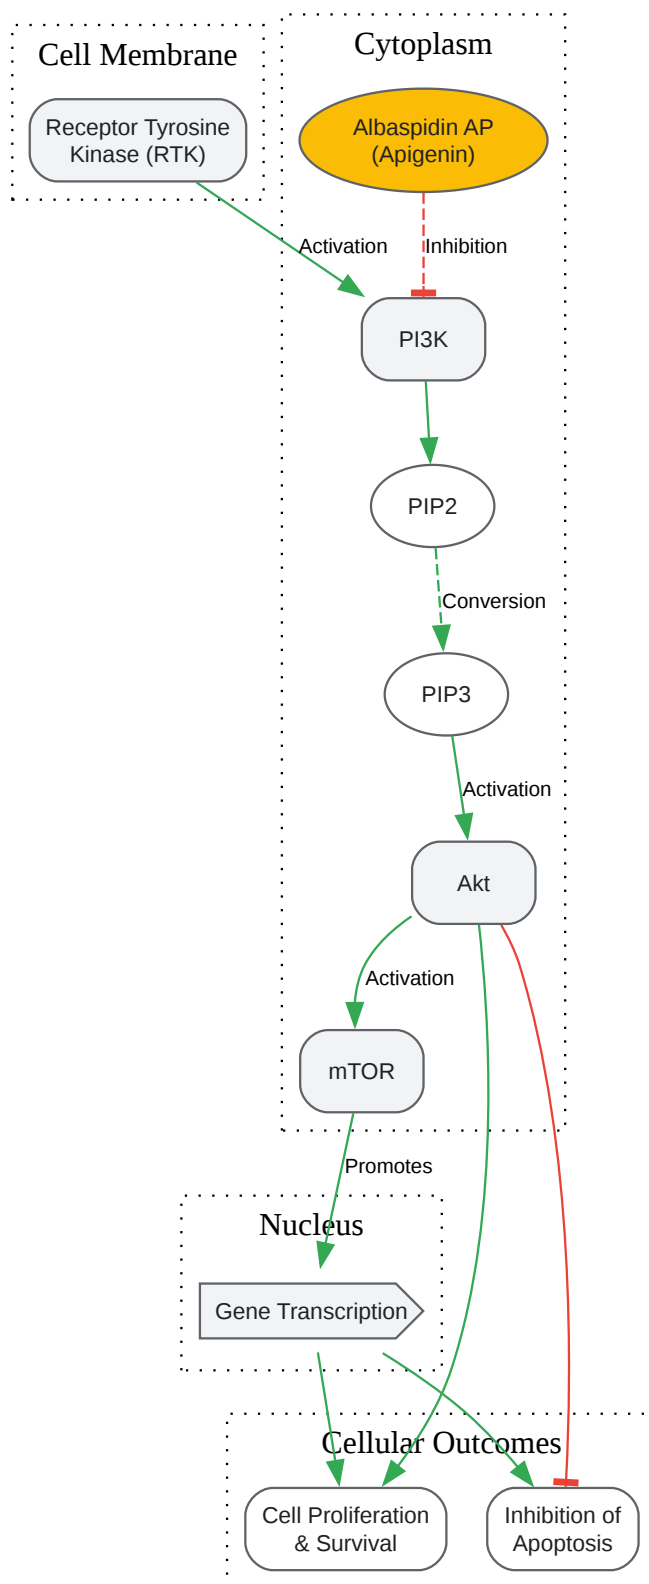 Cell Membrane
Cytoplasm
Receptor Tyrosine
Kinase (RTK)
Albaspidin AP
(Apigenin)
Activation
Inhibition
PI3K
PIP2
Conversion
PIP3
Activation
Akt
Activation
mTOR
Promotes
Nucleus
Gene Transcription
Cellular Outcomes
Cell Proliferation
& Survival
Inhibition of
Apoptosis